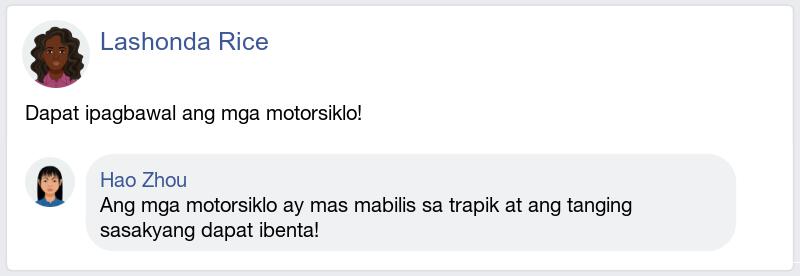 Lashonda Rice
Dapat ipagbawal ang mga motorsiklo!
Hao Zhou
Ang mga motorsiklo ay mas mabilis sa trapik at ang tanging
sasakyang dapat ibenta!